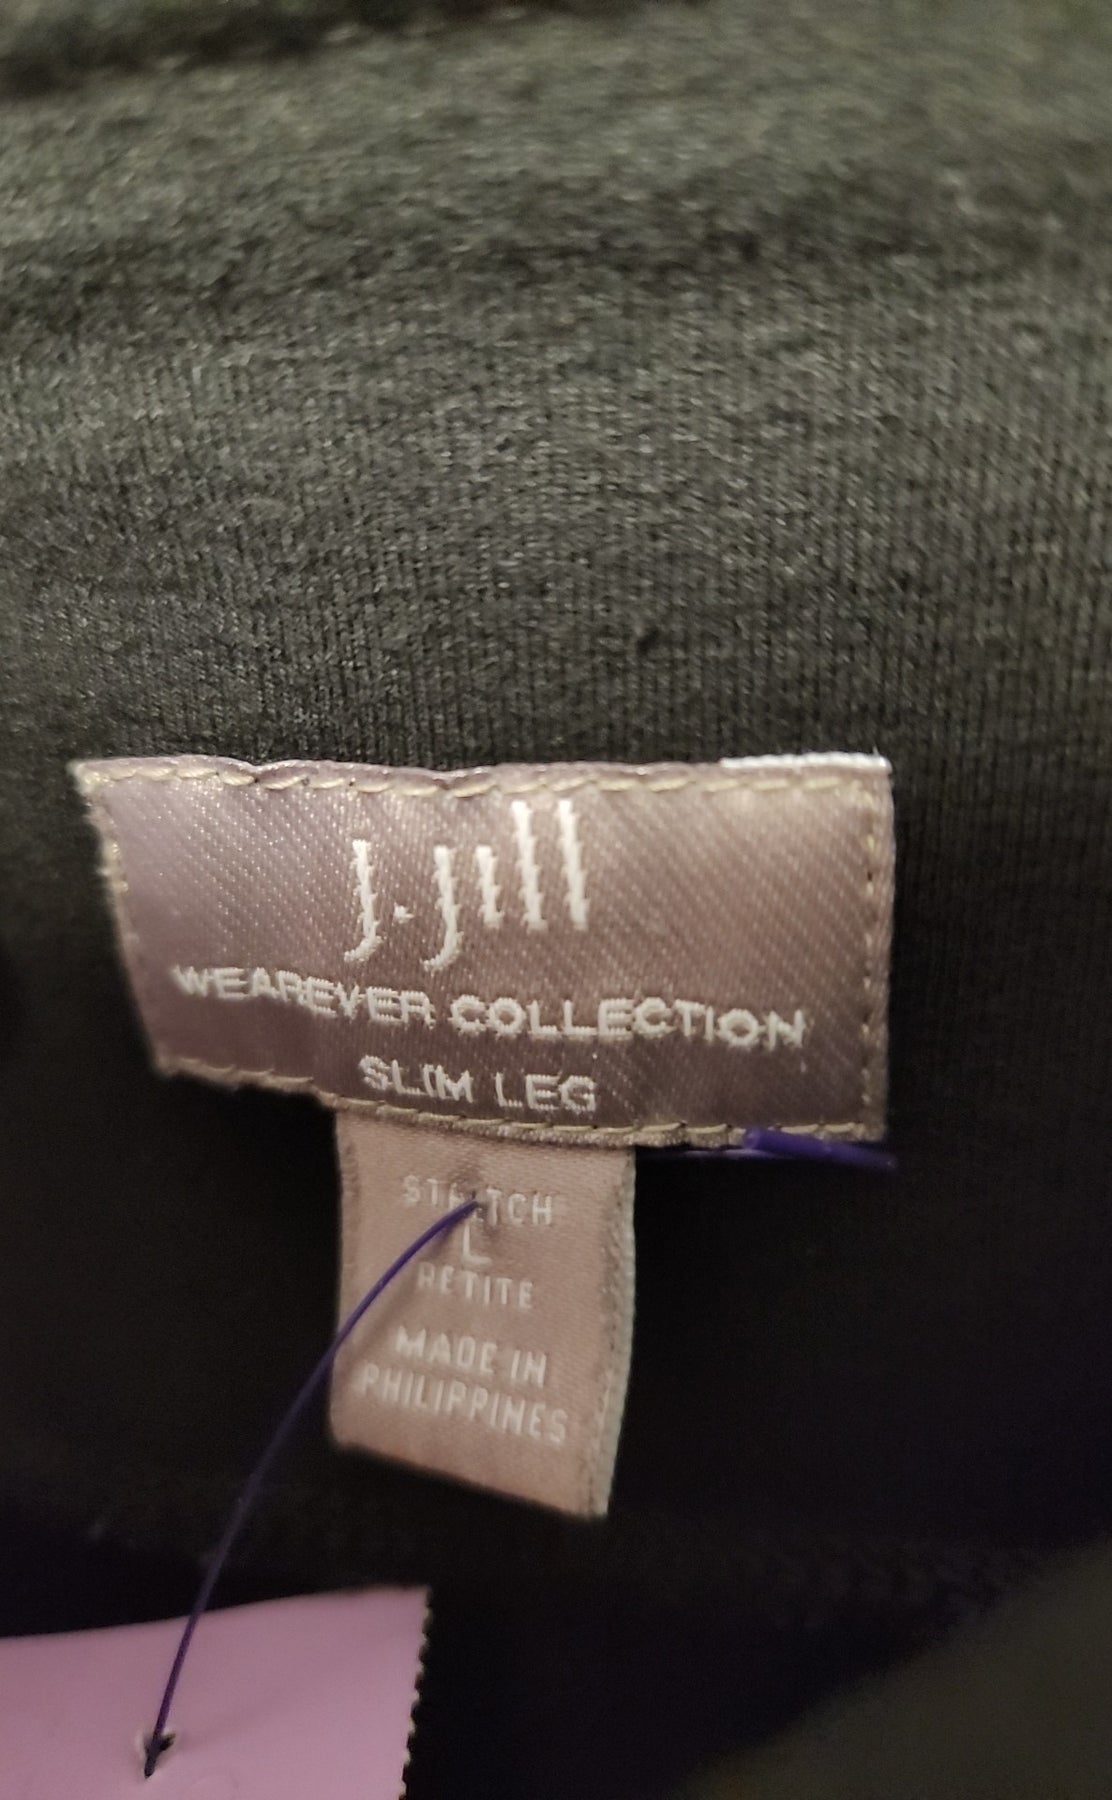 J.Jill
WEAREVER COLLECTION
SLIM LEG
STRETCH
L
PETITE
MADE IN
PHILIPPINES